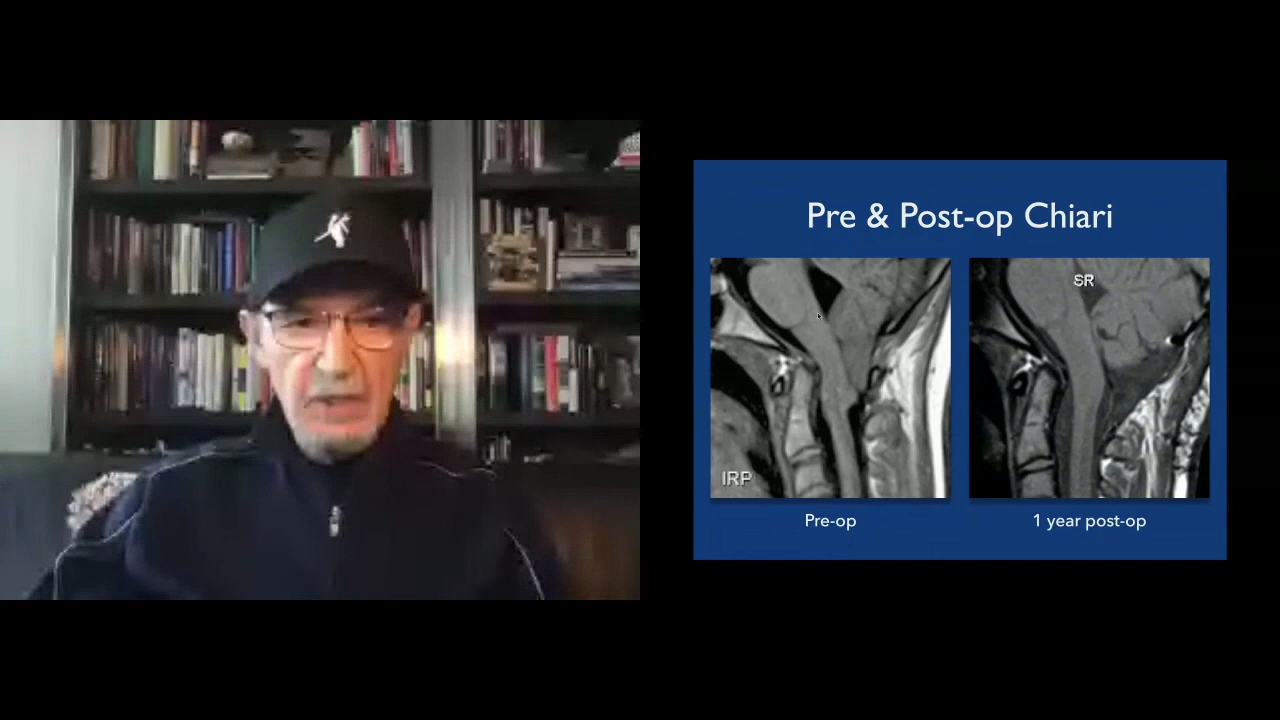 Pre & Post-op Chiari
SR
IRP
Pre-op
1 year post-op